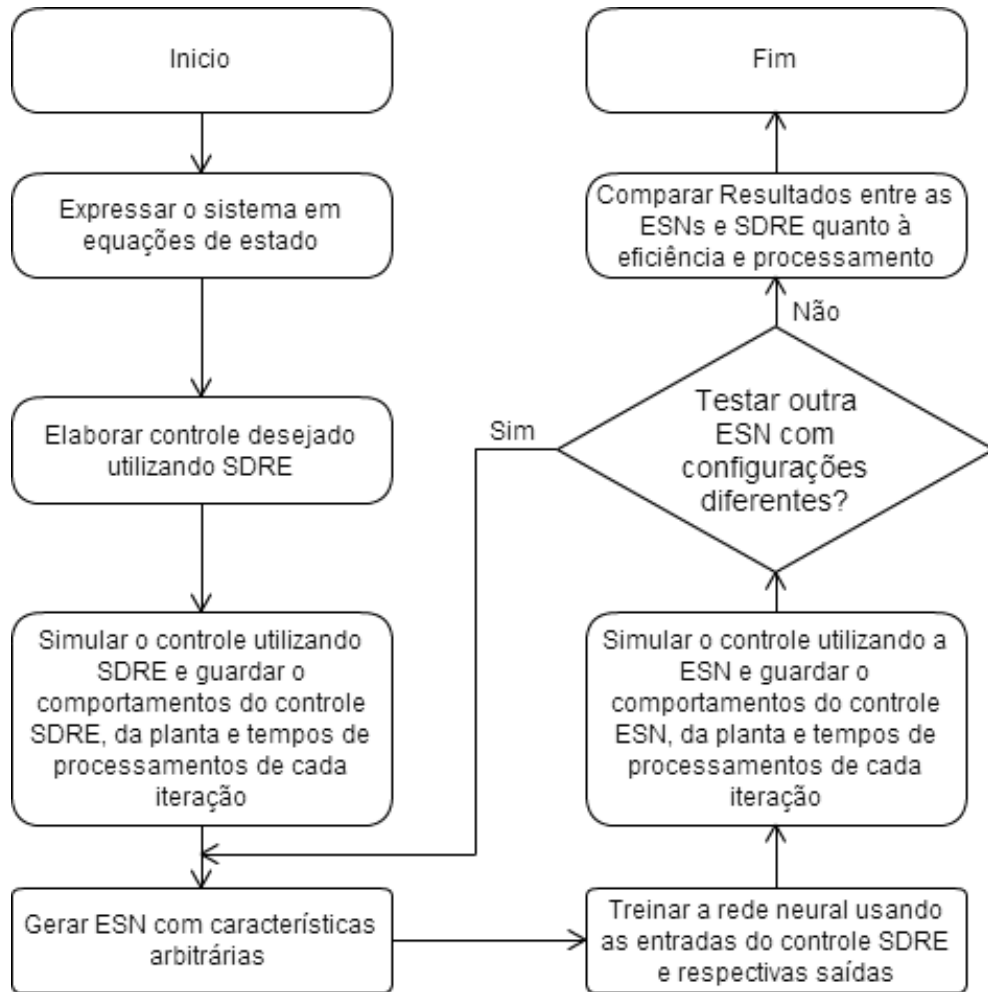 Inicio
Expressar o sistema em
equações de estado
Elaborar controle desejado
utilizando SDRE
Simular o controle utilizando
SDRE e guardar o
comportamentos do controle
SDRE, da planta e tempos de
processamentos de cada
iteração
Gerar ESN com características
arbitrárias
Treinar a rede neural usando
as entradas do controle SDRE
e respectivas saídas
Simular o controle utilizando a
ESN e guardar o
comportamentos do controle
ESN, da planta e tempos de
processamentos de cada
iteração
Testar outra
ESN com
configurações
diferentes?
Sim
Não
Comparar Resultados entre as
ESNs e SDRE quanto à
eficiência e processamento
Fim